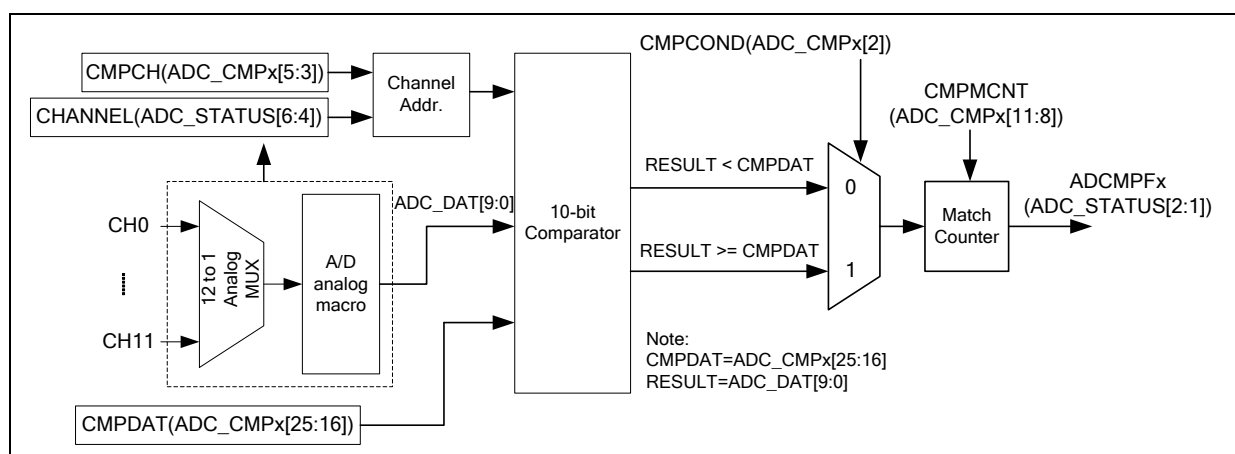 CMPCOND(ADC_CMPx[2])
CMPCH(ADC_CMPx[5:3])
CHANNEL(ADC_STATUS[6:4])
Channel
Addr.
CMPMCNT
(ADC_CMPx[11:8])
RESULT < CMPDAT
0
ADC_DAT[9:0]
ADCMPFx
(ADC_STATUS[2:1])
CH0
12 to 1
Analog
MUX
A/D
analog
macro
10-bit
Comparator
Match
Counter
RESULT >= CMPDAT
1
CH11
Note:
CMPDAT=ADC_CMPx[25:16]
RESULT=ADC_DAT[9:0]
CMPDAT(ADC_CMPx[25:16])